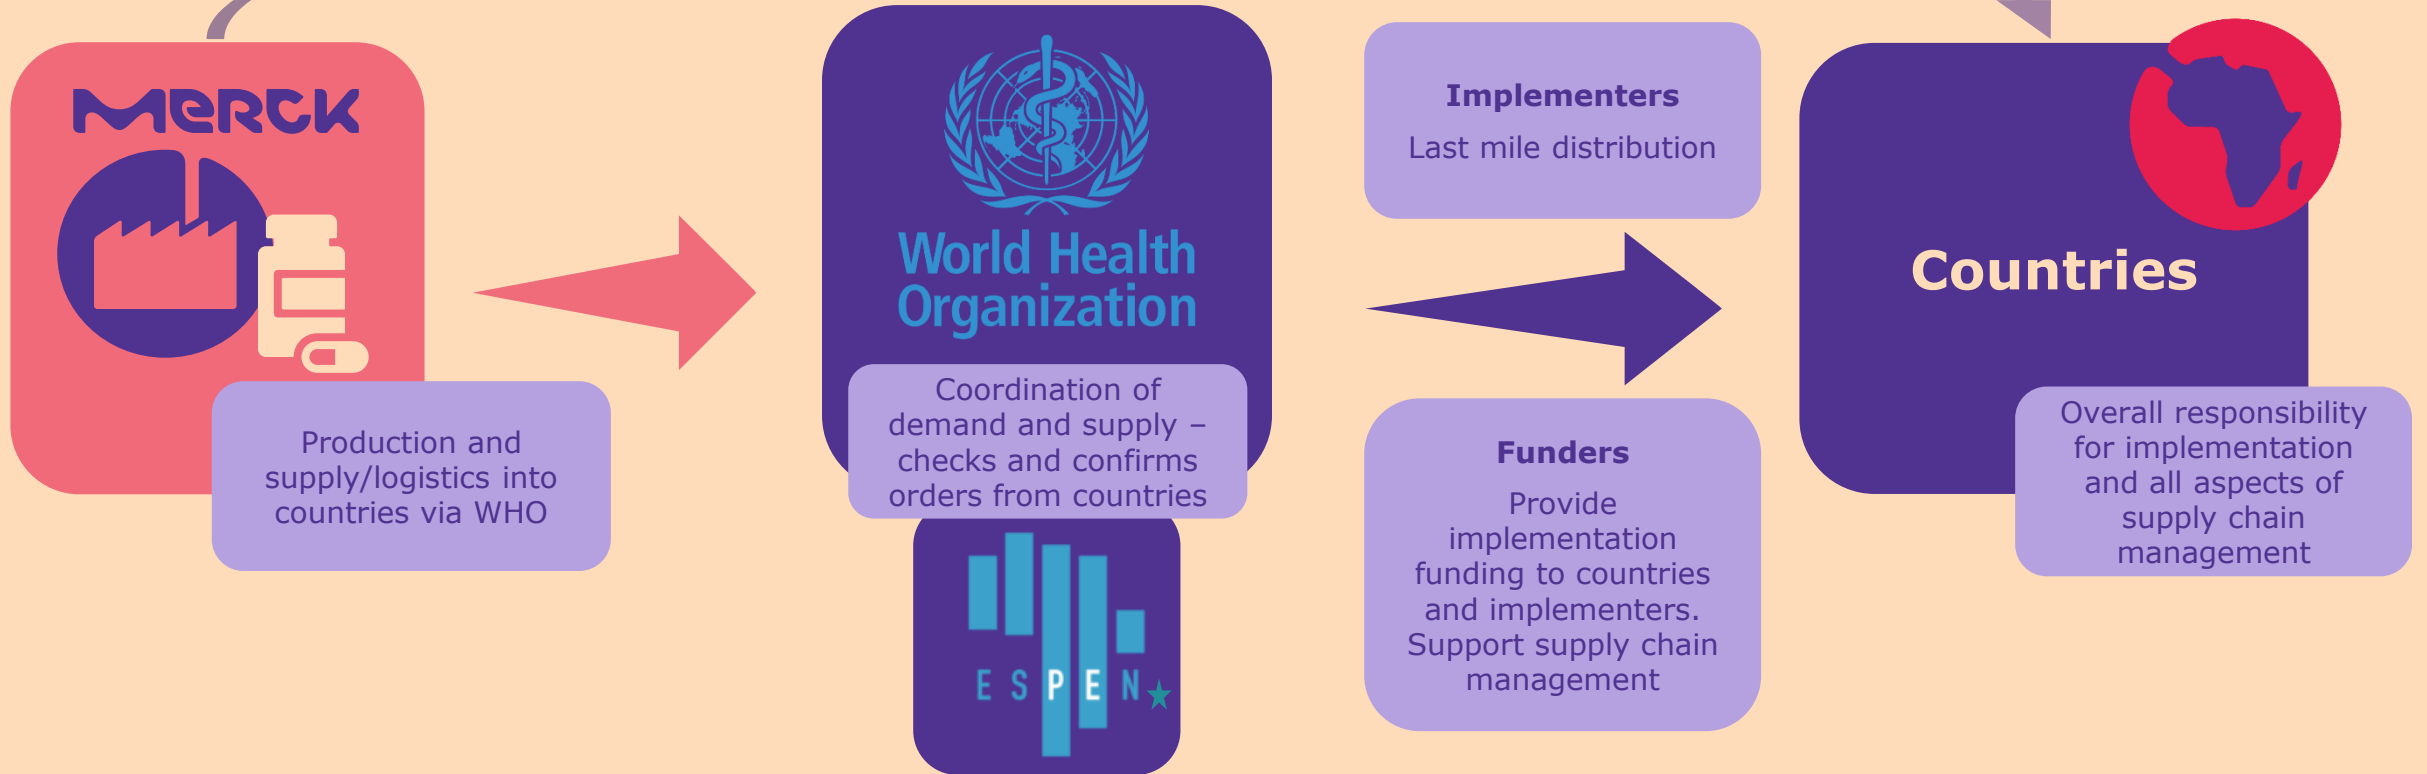 MERCK
Production and
supply/logistics into
countries via WHO
World Health
Organization
Coordination of
demand and supply –
checks and confirms
orders from countries
ESPEN
Implementers
Last mile distribution
Funders
Provide
implementation
funding to countries
and implementers.
Support supply chain
management
Countries
Overall responsibility
for implementation
and all aspects of
supply chain
management